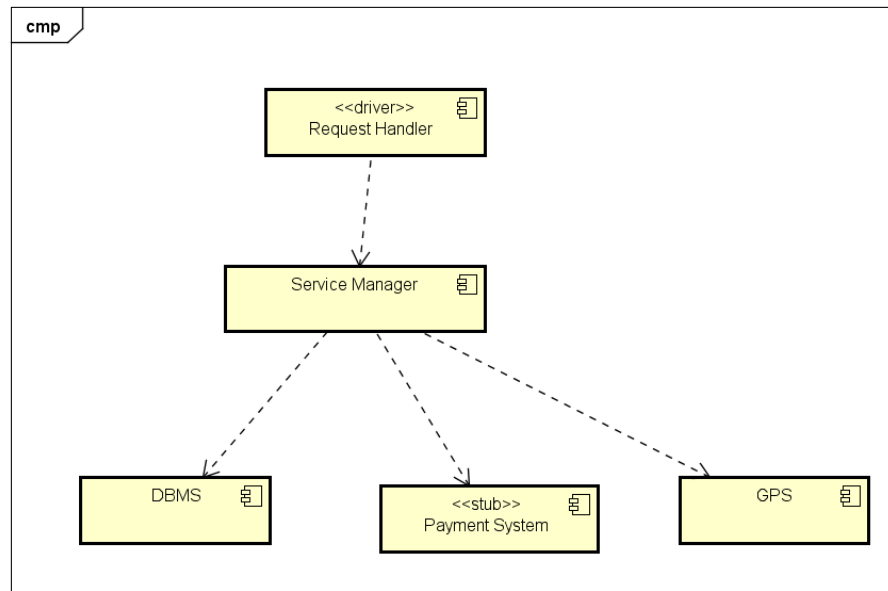 cmp
<<driver>>
Request Handler
Service Manager
DBMS
<<stub>>
Payment System
GPS